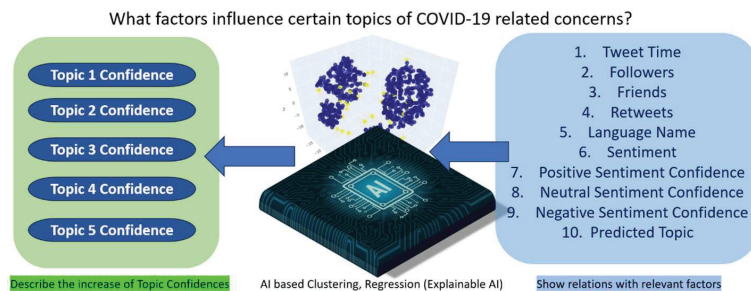 What factors influence certain topics of COVID-19 related concerns?
Topic 1 Confidence
Topic 2 Confidence
Topic 3 Confidence
Topic 4 Confidence
Topic 5 Confidence
AI
1. Tweet Time
2. Followers
3. Friends
4. Retweets
5. Language Name
6. Sentiment
7. Positive Sentiment Confidence
8. Neutral Sentiment Confidence
9. Negative Sentiment Confidence
10. Predicted Topic
Describe the increase of Topic Confidences
AI based Clustering, Regression (Explainable AI)
Show relations with relevant factors